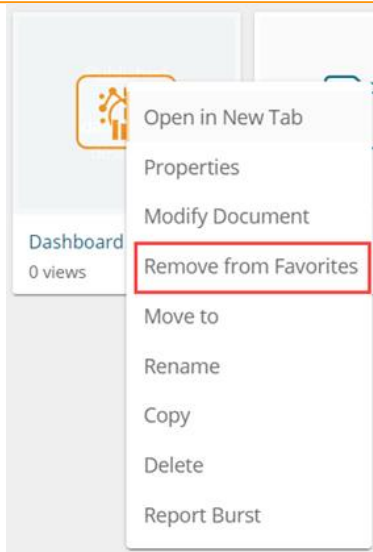 Open in New Tab
Properties
Modify Document
Dashboard
0 views
Remove from Favorites
Move to
Rename
Copy
Delete
Report Burst